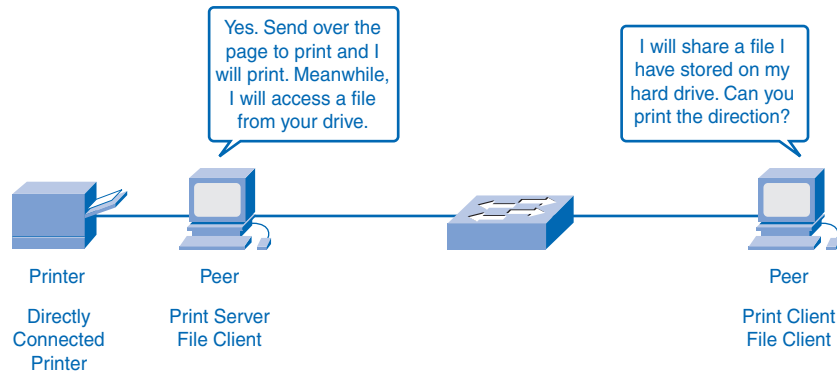 Yes. Send over the
page to print and I
will print. Meanwhile,
I will access a file
from your drive.
I will share a file I
have stored on my
hard drive. Can you
print the direction?
Printer
Directly
Connected
Printer
Peer
Print Server
File Client
Peer
Print Client
File Client